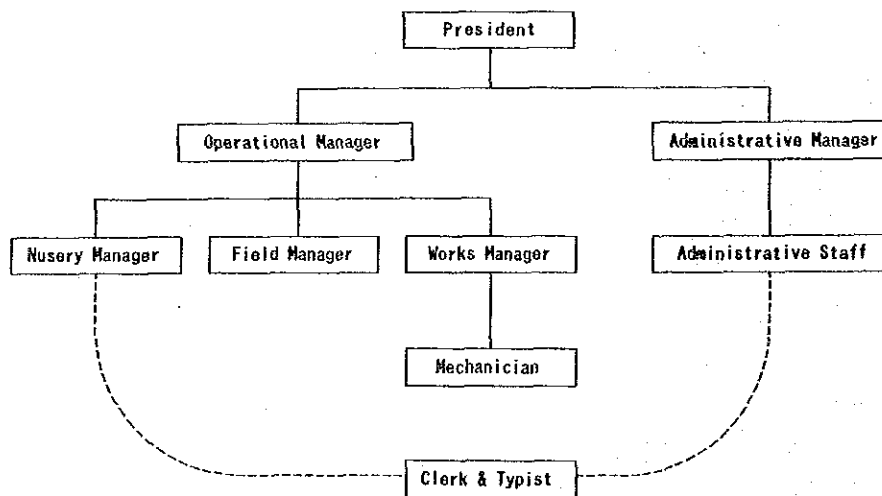 President
Operational Manager
Administrative Manager
Nusery Manager
Field Manager
Works Manager
Administrative Staff
Mechanician
Clerk & Typist